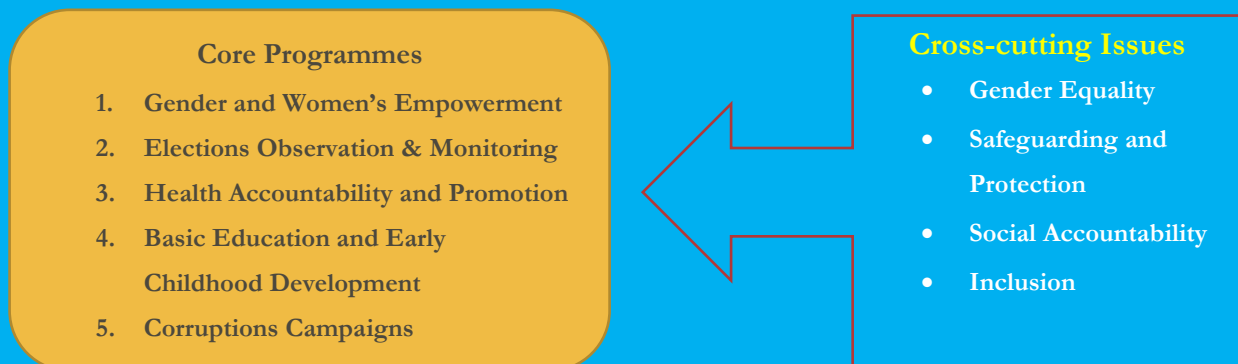 Core Programmes
1. Gender and Women’s Empowerment
2. Elections Observation & Monitoring
3. Health Accountability and Promotion
4. Basic Education and Early
Childhood Development
5. Corruptions Campaigns
Cross-cutting Issues
• Gender Equality
• Safeguarding and
Protection
• Social Accountability
• Inclusion